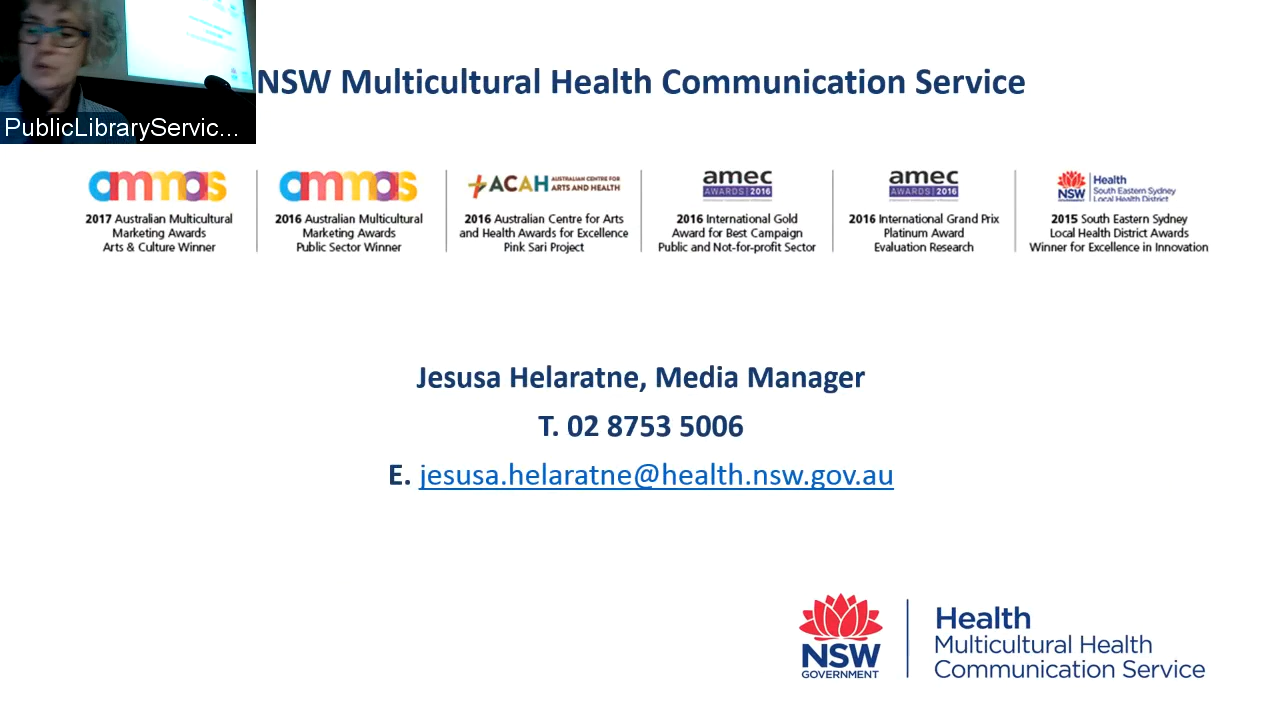 NSW Multicultural Health Communication Service
PublicLibraryServic...
ammas
2017 Australian Multicultural
Marketing Awards
Arts & Culture Winner
ammas
2016 Australian Multicultural
Marketing Awards
Public Sector Winner
ACAH AUSTRALIAN CENTRE FOR
ARTS AND HEALTH
2016 Australian Centre for Arts
and Health Awards for Excellence
Pink Sari Project
amec
AWARDS 2016
2016 International Gold
Award for Best Campaign
Public and Not-for-profit Sector
amec
AWARDS 2016
2016 International Grand Prix
Platinum Award
Evaluation Research
NSW
Health
South Eastern Sydney
Local Health District
2015 South Eastern Sydney
Local Health District Awards
Winner for Excellence in Innovation
Jesusa Helaratne, Media Manager
T. 02 8753 5006
E. jesusa.helaratne@health.nsw.gov.au
NSW
GOVERNMENT
Health
Multicultural Health
Communication Service